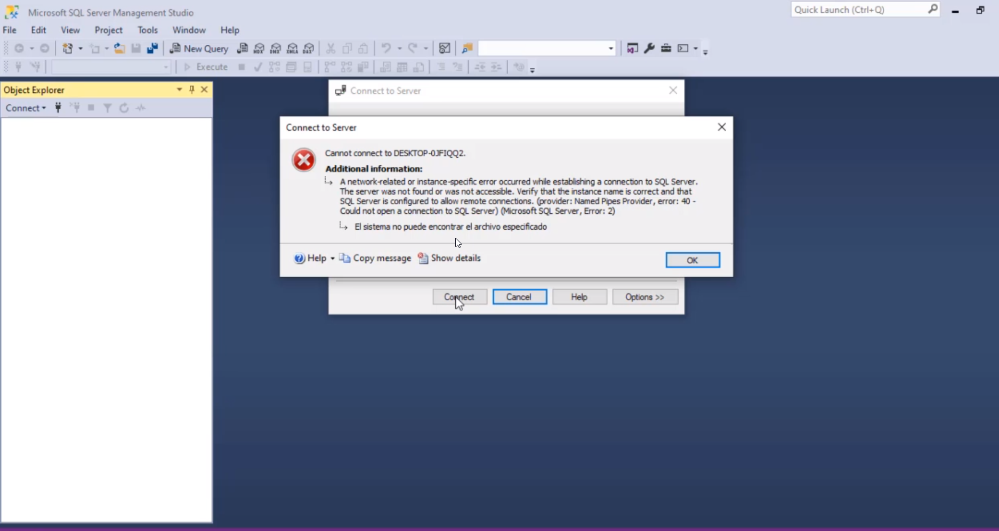 Microsoft SQL Server Management Studio
Quick Launch (Ctrl+Q)
File Edit View Project Tools Window Help
New Query MDX DMX XMLA DAX
Execute
Object Explorer
Connect
Connect to Server
Connect to Server
Cannot connect to DESKTOP-0JFIQQ2.
Additional information:
A network-related or instance-specific error occurred while establishing a connection to SQL Server.
The server was not found or was not accessible. Verify that the instance name is correct and that
SQL Server is configured to allow remote connections. (provider: Named Pipes Provider, error: 40 -
Could not open a connection to SQL Server) (Microsoft SQL Server, Error: 2)
El sistema no puede encontrar el archivo especificado
Help Copy message Show details OK
Connect Cancel Help Options >>